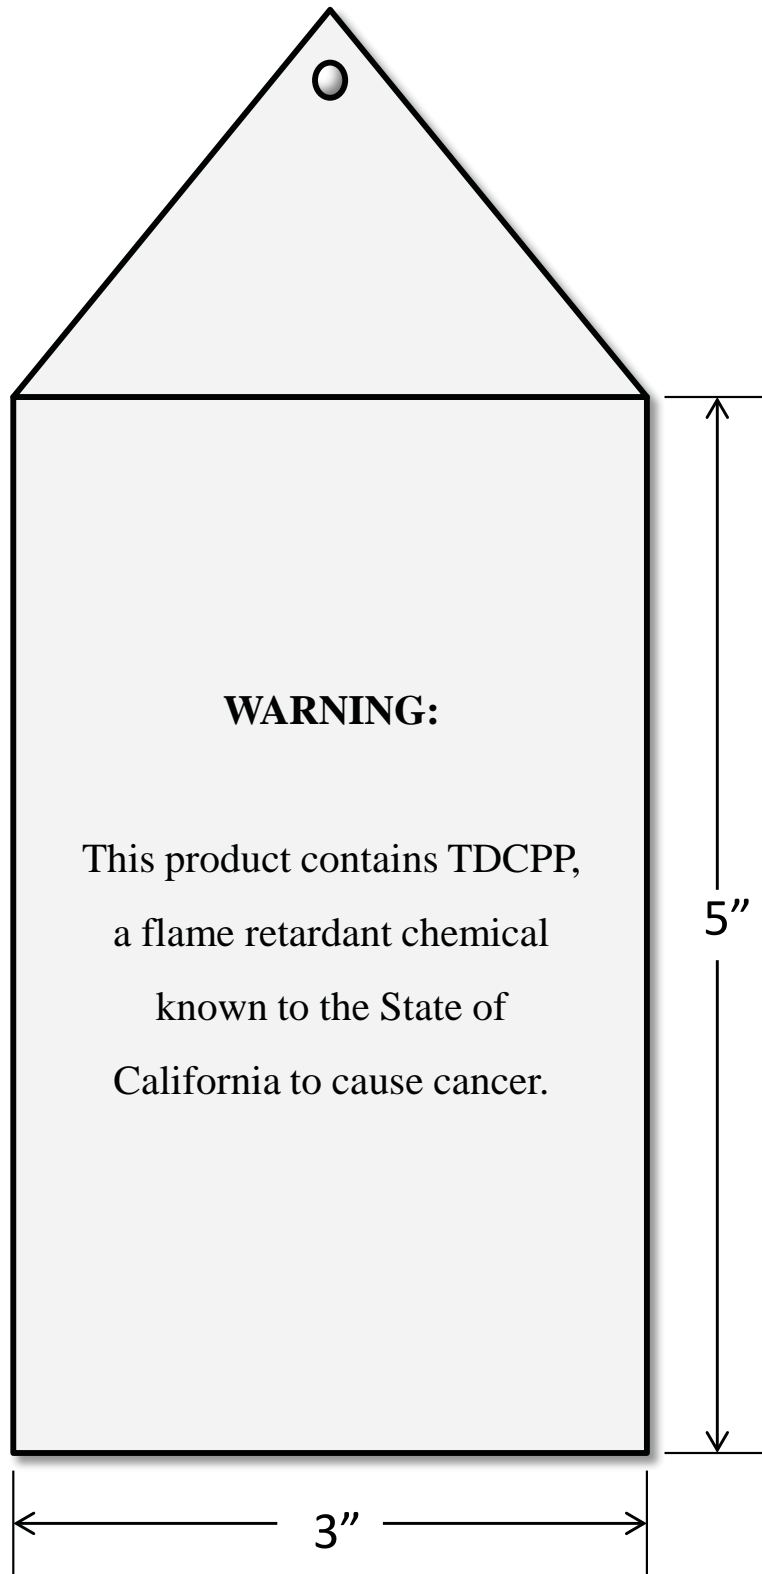 WARNING:
This product contains TDCPP,
a flame retardant chemical
known to the State of
California to cause cancer.
5”
3”